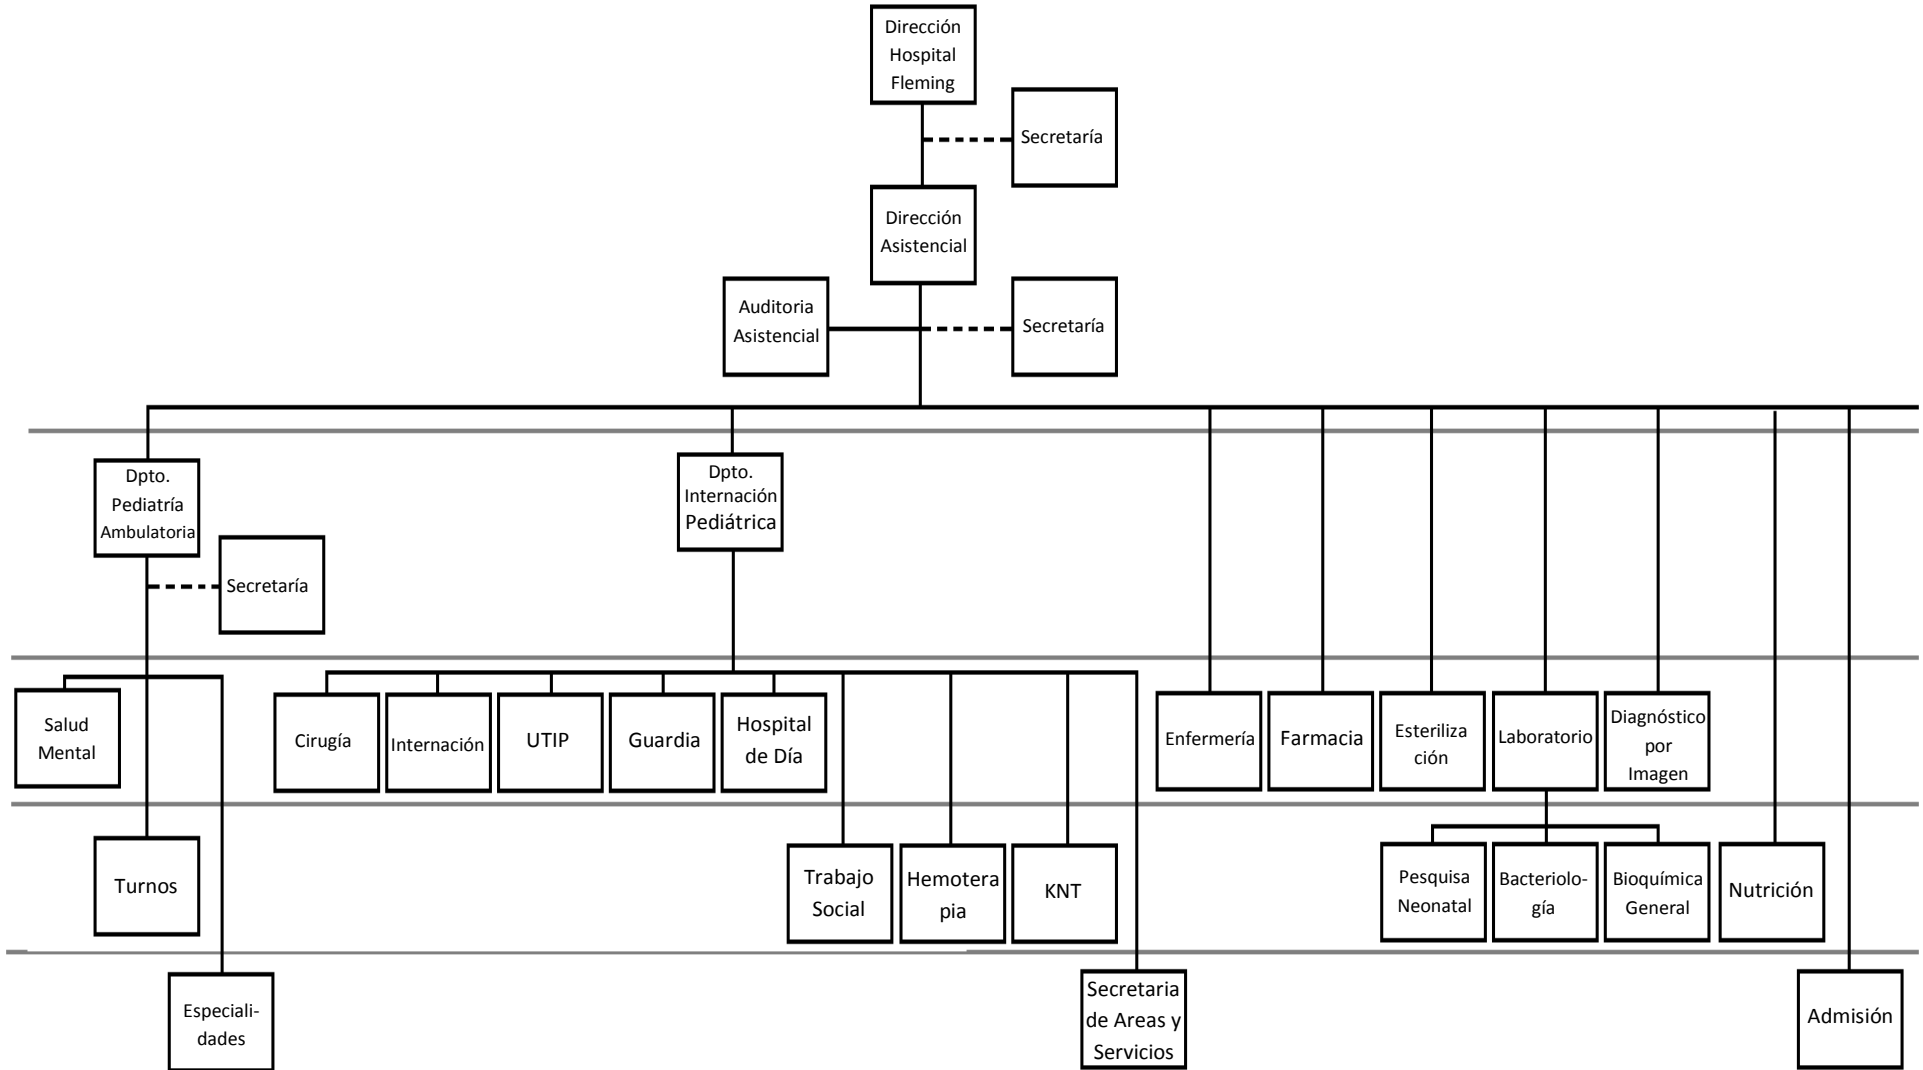 Dirección
Hospital
Fleming
Secretaría
Dirección
Asistencial
Auditoria
Asistencial
Secretaría
Dpto.
Pediatría
Ambulatoria
Dpto.
Internación
Pediátrica
Secretaría
Salud
Mental
Cirugía
Internación
UTIP
Guardia
Hospital
de Día
Enfermería
Farmacia
Esteriliza
ción
Laboratorio
Diagnóstico
por
Imagen
Turnos
Trabajo
Social
Hemotera
pia
KNT
Pesquisa
Neonatal
Bacteriolo-
gía
Bioquímica
General
Nutrición
Especiali-
dades
Secretaria
de Areas y
Servicios
Admisión